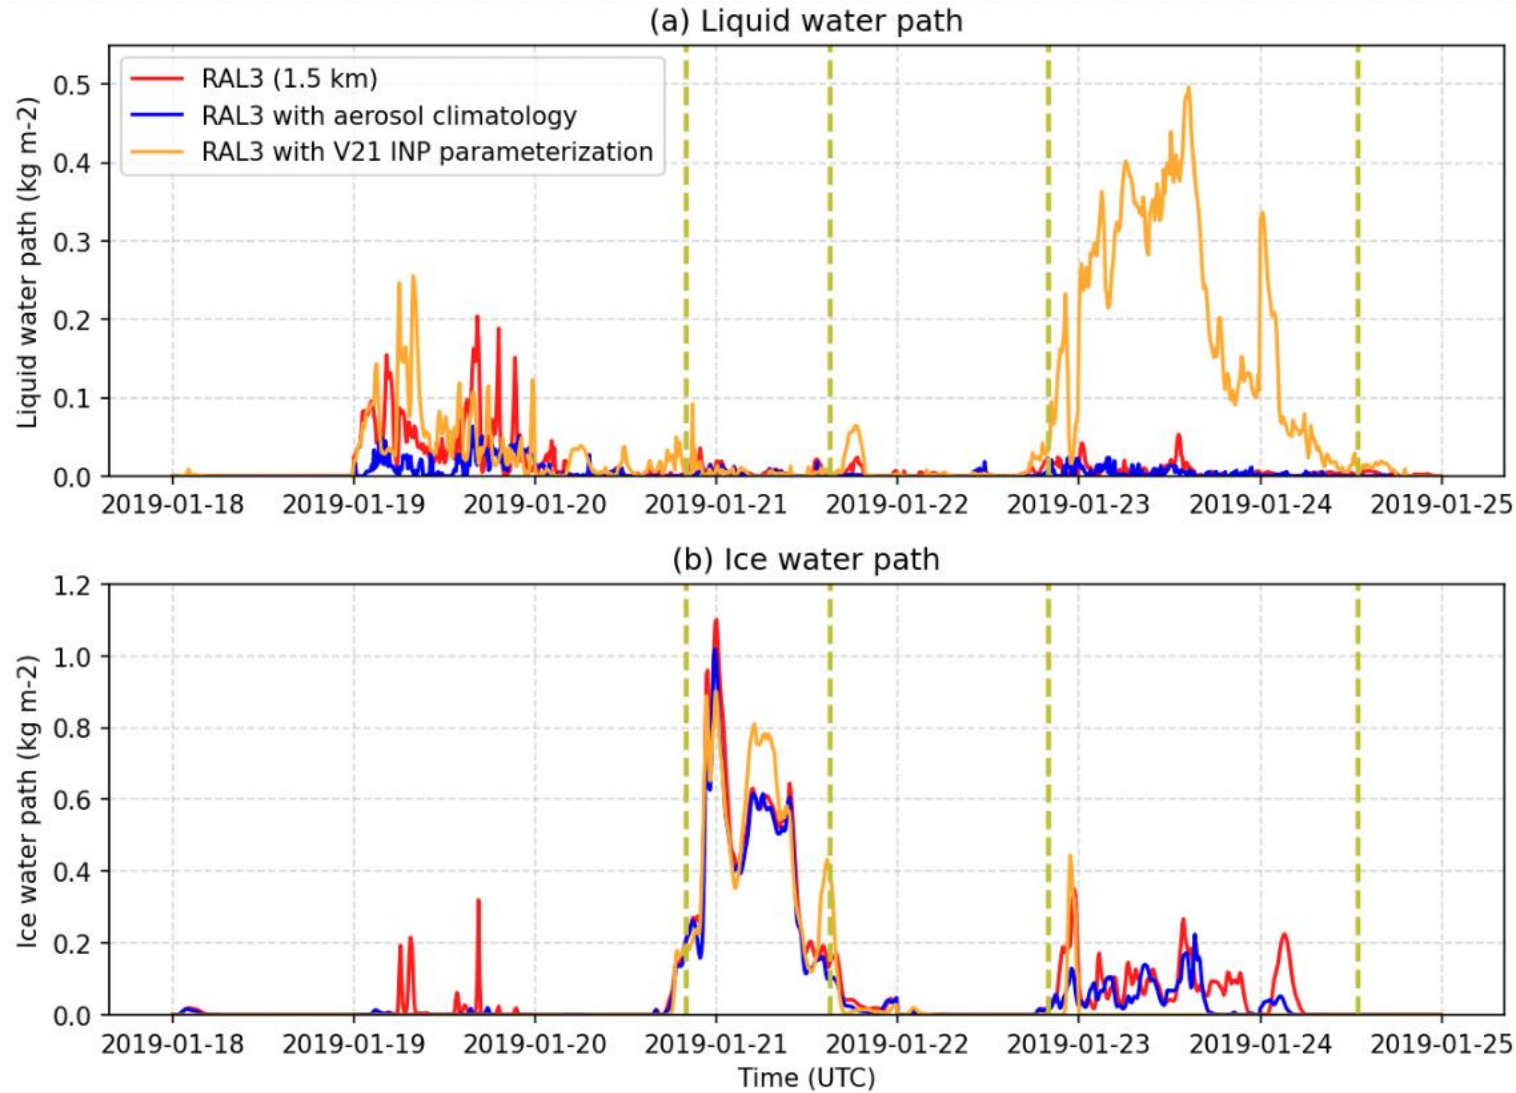 (a) Liquid water path
Liquid water path (kg m-2)
0.5
0.4
0.3
0.2
0.1
0.0
RAL3 (1.5 km)
RAL3 with aerosol climatology
RAL3 with V21 INP parameterization
2019-01-18 2019-01-19 2019-01-20 2019-01-21 2019-01-22 2019-01-23 2019-01-24 2019-01-25
(b) Ice water path
Ice water path (kg m-2)
1.2
1.0
0.8
0.6
0.4
0.2
0.0
2019-01-18 2019-01-19 2019-01-20 2019-01-21 2019-01-22 2019-01-23 2019-01-24 2019-01-25
Time (UTC)